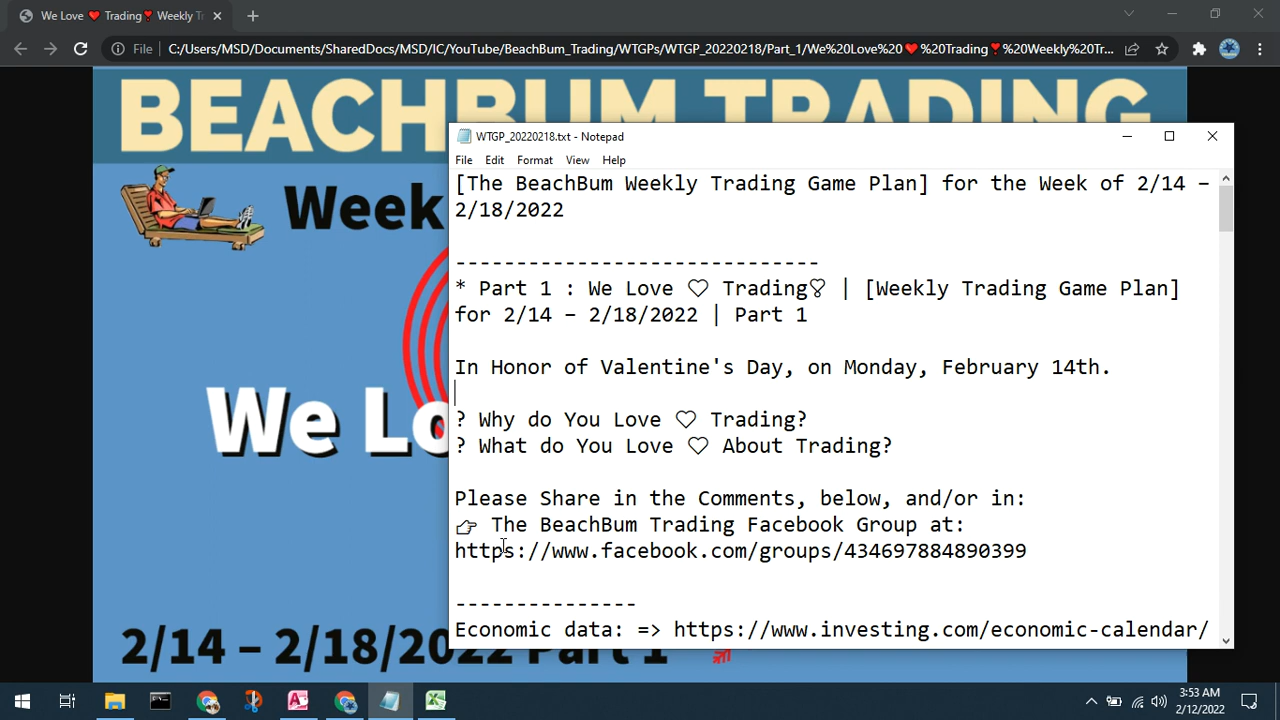 We Love ❤ Trading❣ Weekly Tr
File C:/Users/MSD/Documents/SharedDocs/MSD/IC/YouTube/BeachBum_Trading/WTGPs/WTGP_20220218/Part_1/We%20Love%20❤%20Trading❣%20Weekly%20Tr...
BEACHBUM TRADING
Week
We Lo
2/14 – 2/18/2022 Part 1
WTGP_20220218.txt - Notepad
File Edit Format View Help
[The BeachBum Weekly Trading Game Plan] for the Week of 2/14 –
2/18/2022
------------------------------
* Part 1 : We Love ♡ Trading❣ | [Weekly Trading Game Plan]
for 2/14 – 2/18/2022 | Part 1
In Honor of Valentine's Day, on Monday, February 14th.
? Why do You Love ♡ Trading?
? What do You Love ♡ About Trading?
Please Share in the Comments, below, and/or in:
👉 The BeachBum Trading Facebook Group at:
https://www.facebook.com/groups/434697884890399
---------------
Economic data: => https://www.investing.com/economic-calendar/
3:53 AM
2/12/2022